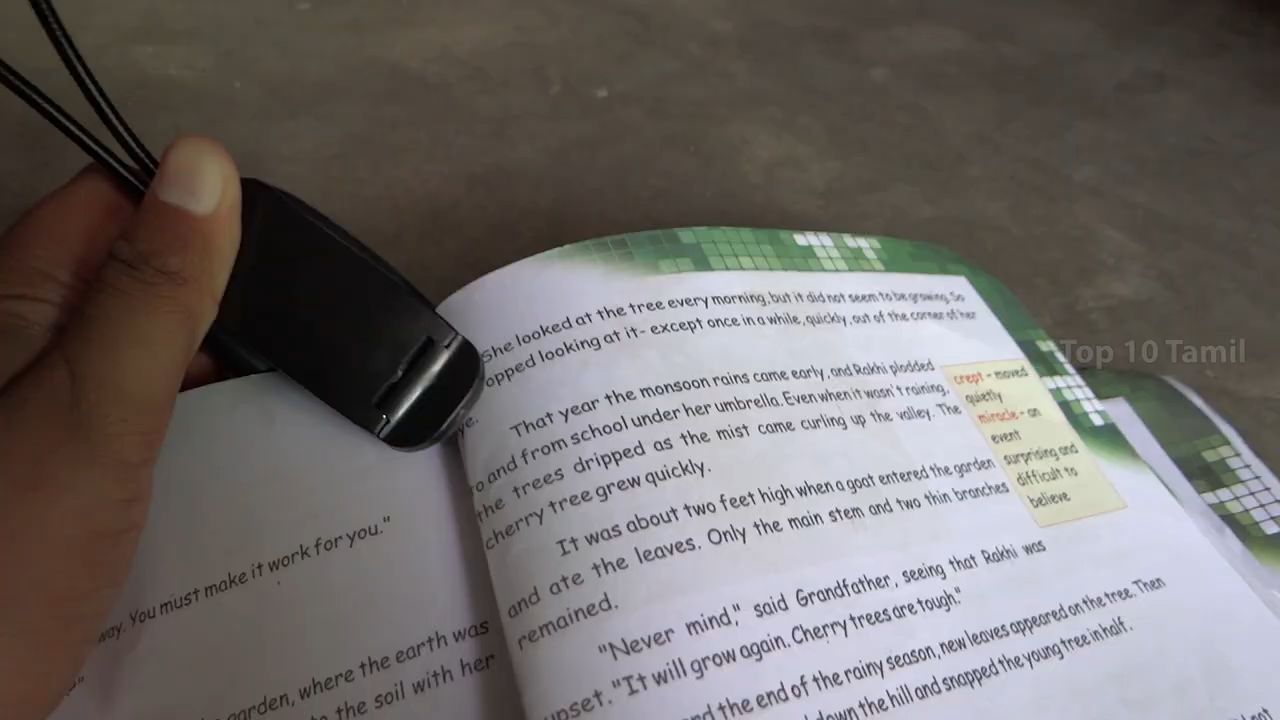 way. You must make it work for you."
garden, where the earth was
the soil with her
She looked at the tree every morning, but it did not seem to be growing. So
opped looking at it- except once in a while, quickly, out of the corner of her
ye.
That year the monsoon rains came early, and Rakhi plodded
o and from school under her umbrella. Even when it wasn't raining,
the trees dripped as the mist came curling up the valley. The
cherry tree grew quickly.
It was about two feet high when a goat entered the garden
and ate the leaves. Only the main stem and two thin branches
remained.
"Never mind," said Grandfather, seeing that Rakhi was
upset. "It will grow again. Cherry trees are tough."
the end of the rainy season, new leaves appeared on the tree. Then
down the hill and snapped the young tree in half.
crept - moved
quietly
miracle - an
event
surprising and
difficult to
believe
Top 10 Tamil